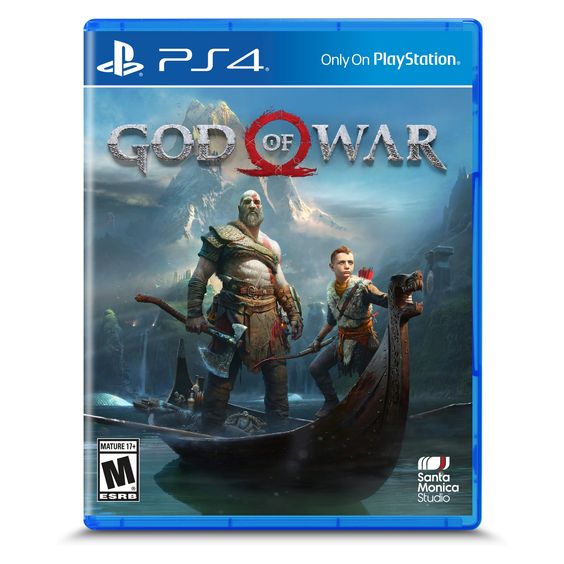 PS4
Only On PlayStation®
GOD OF WAR
MATURE 17+
M
ESRB
Santa
Monica
Studio